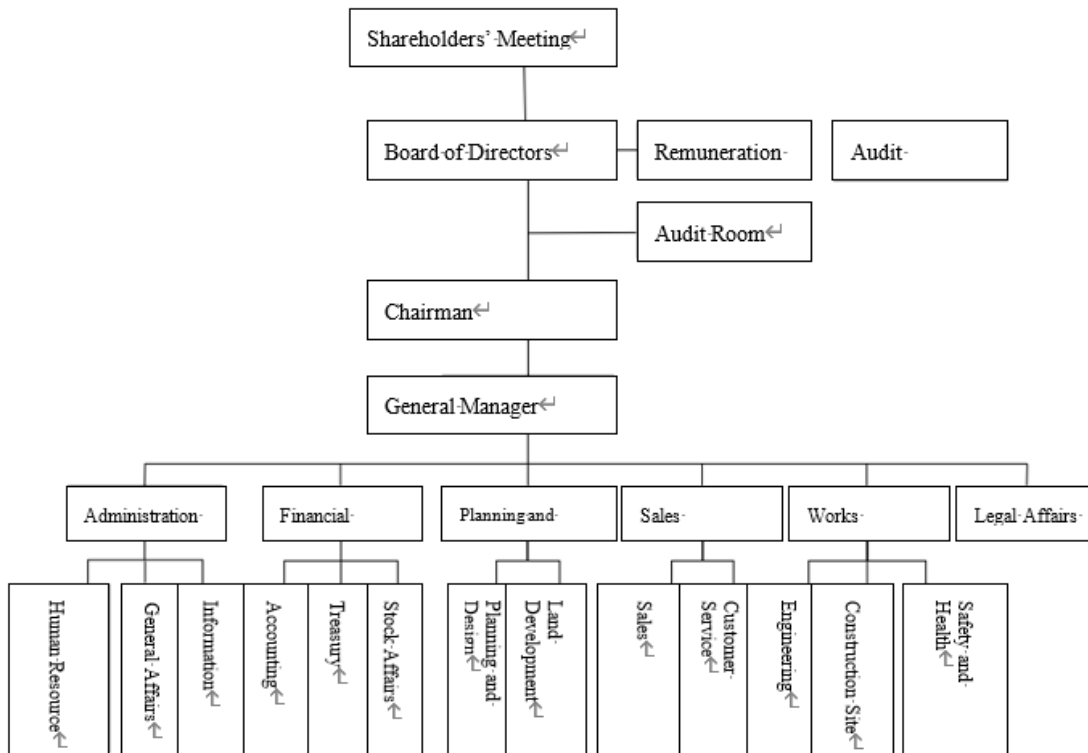 Shareholders’ Meeting
Board of Directors
Remuneration
Audit
Audit Room
Chairman
General Manager
Administration
Financial
Planning and
Sales
Works
Legal Affairs
Human Resource
General Affairs
Information
Accounting
Treasury
Stock Affairs
Planning and
Design
Land
Development
Sales
Customer
Service
Engineering
Construction Site
Safety and
Health